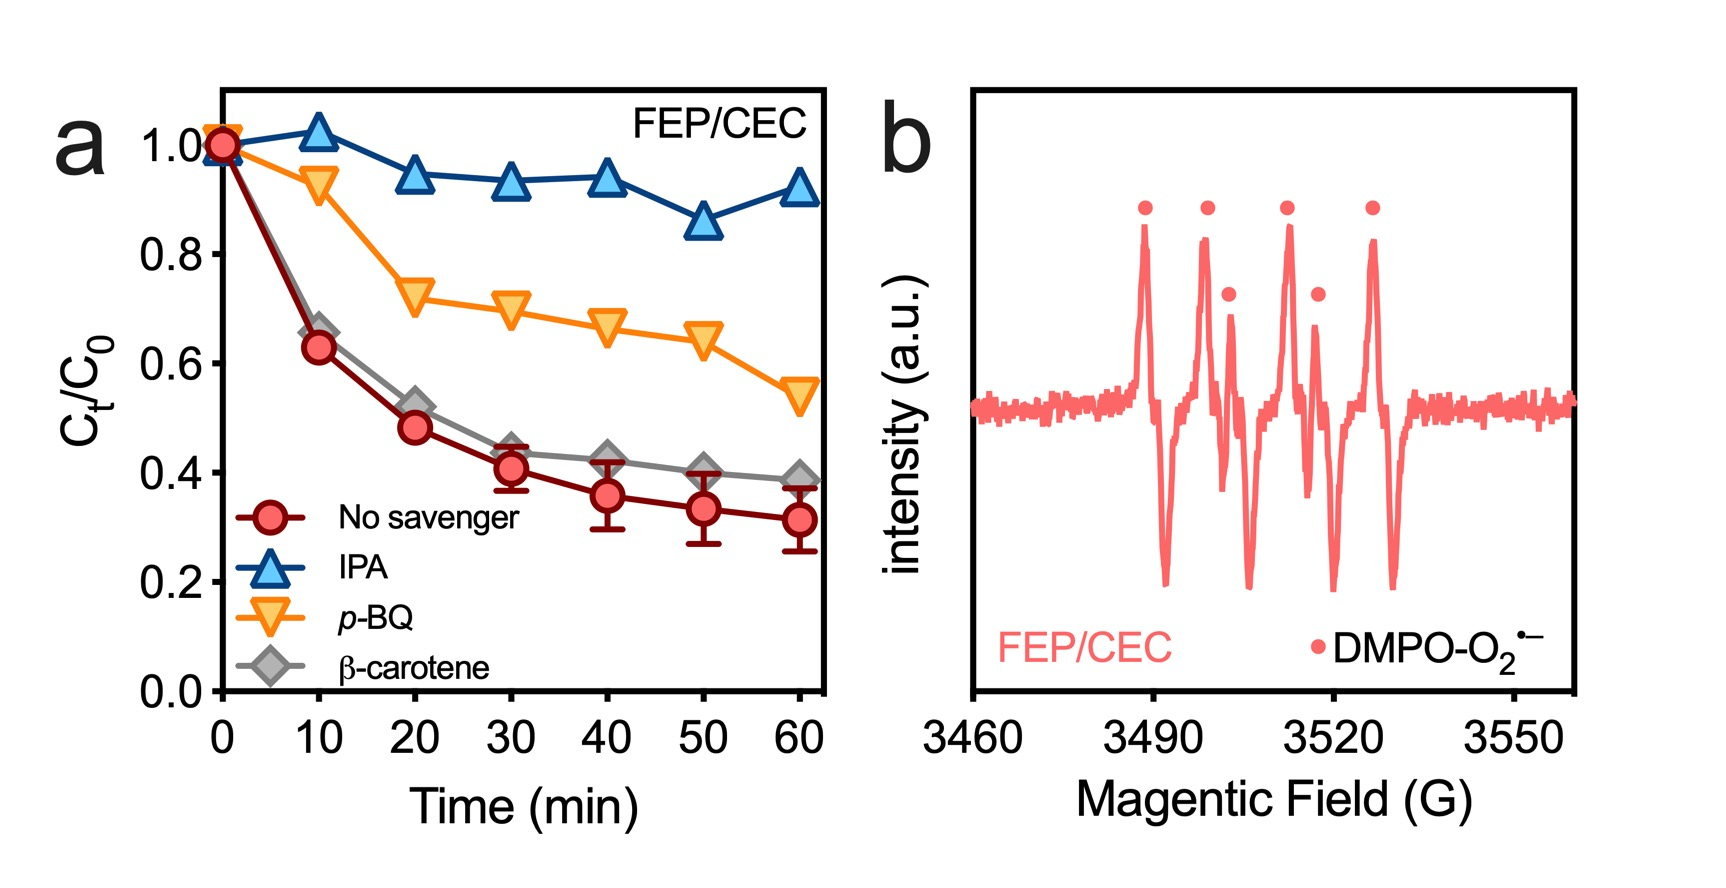 a
FEP/CEC
1.0
0.8
0.6
0.4
0.2
0.0
Ct/C0
No savenger
IPA
p-BQ
β-carotene
0 10 20 30 40 50 60
Time (min)
b
intensity (a.u.)
FEP/CEC
DMPO-O2•–
3460 3490 3520 3550
Magentic Field (G)